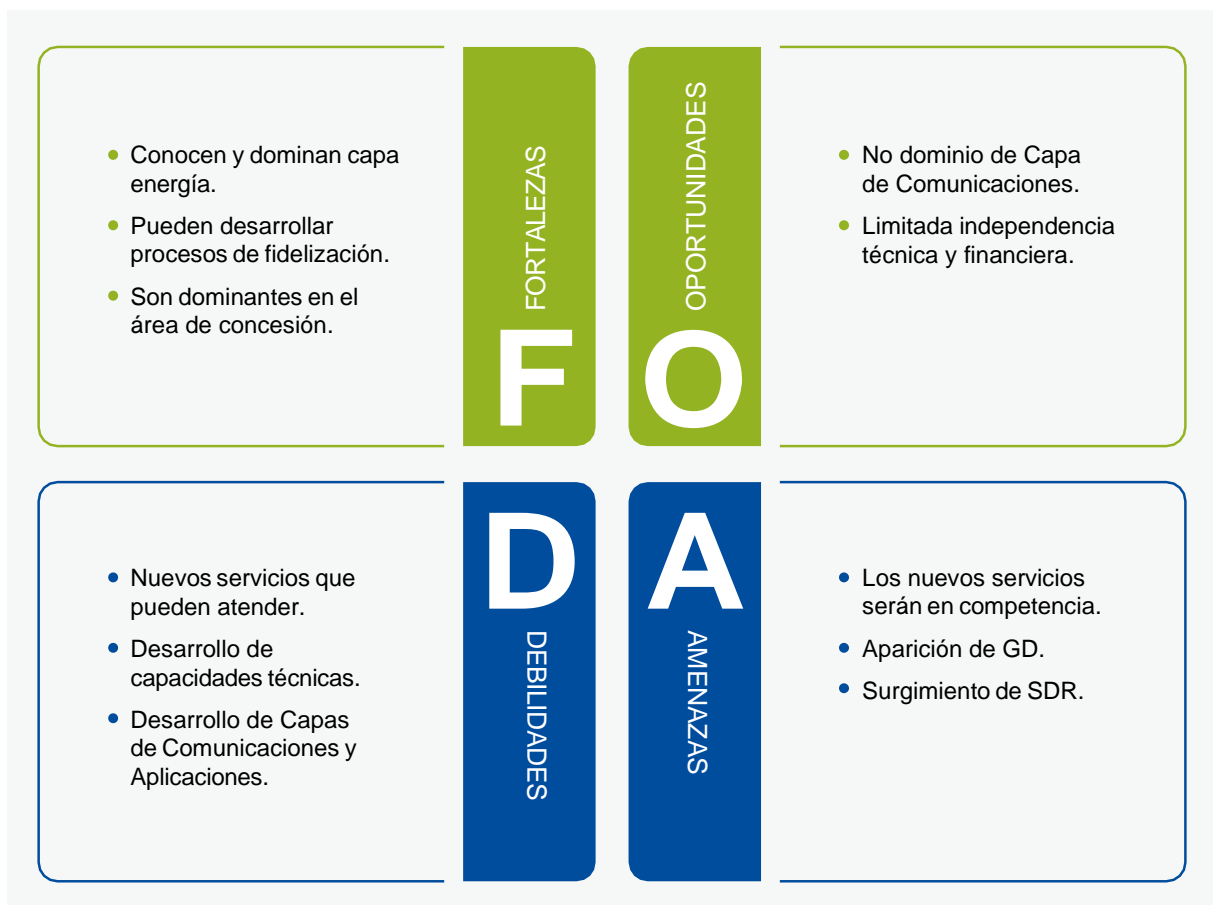 Conocen y dominan capa
energía.
Pueden desarrollar
procesos de fidelización.
Son dominantes en el
área de concesión.
FORTALEZAS
F
OPORTUNIDADES
O
No dominio de Capa
de Comunicaciones.
Limitada independencia
técnica y financiera.
Nuevos servicios que
pueden atender.
Desarrollo de
capacidades técnicas.
Desarrollo de Capas
de Comunicaciones y
Aplicaciones.
D
DEBILIDADES
A
AMENAZAS
Los nuevos servicios
serán en competencia.
Aparición de GD.
Surgimiento de SDR.